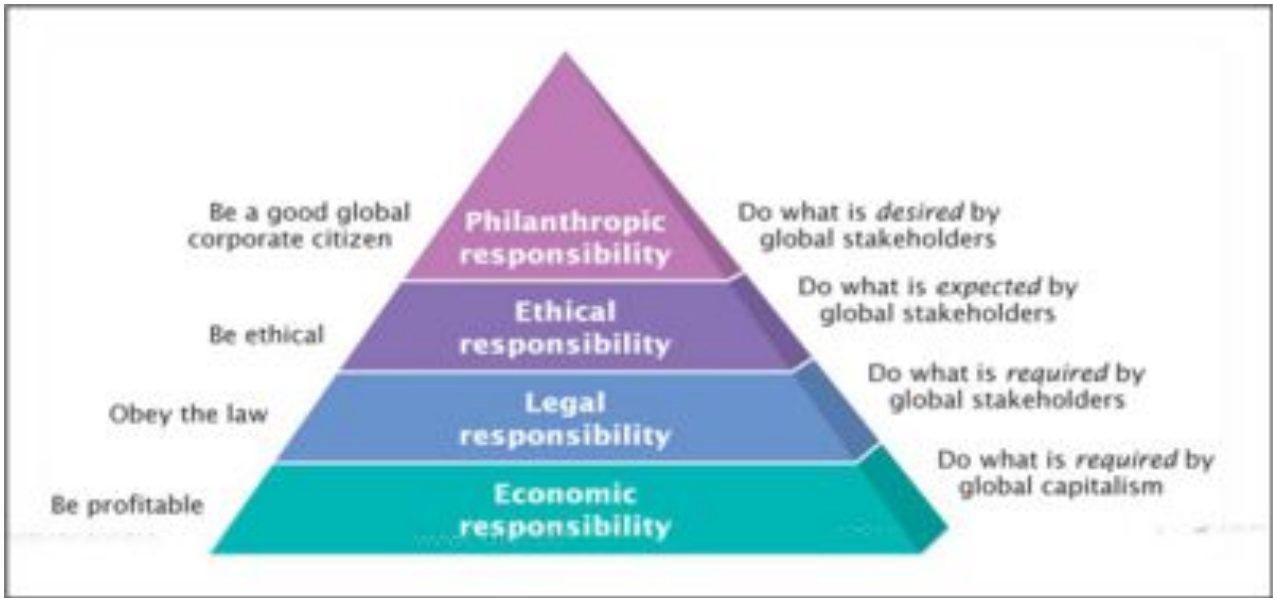 Be a good global
corporate citizen
Philanthropic
responsibility
Do what is desired by
global stakeholders
Be ethical
Ethical
responsibility
Do what is expected by
global stakeholders
Obey the law
Legal
responsibility
Do what is required by
global stakeholders
Be profitable
Economic
responsibility
Do what is required by
global capitalism